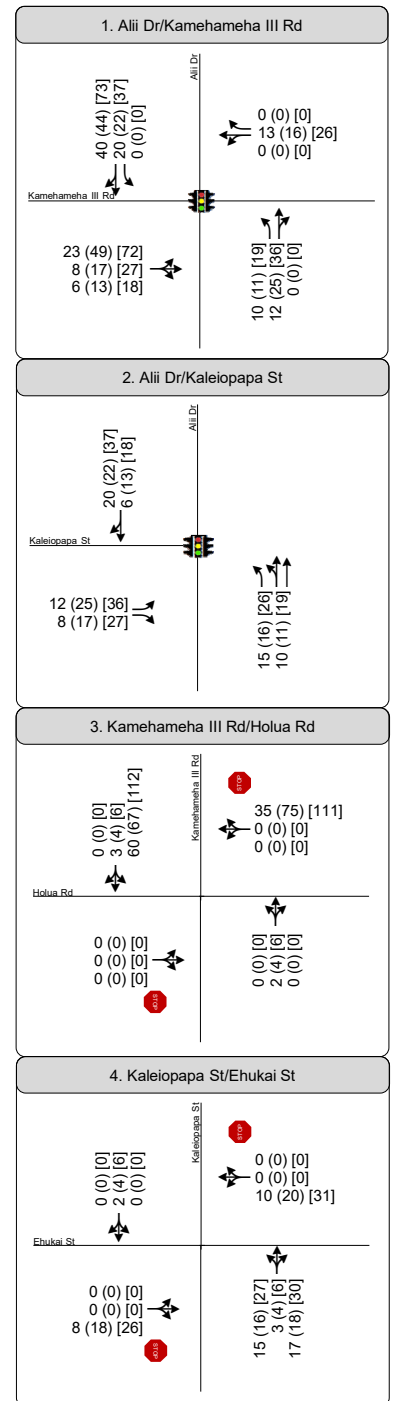 1. Alii Dr/Kamehameha III Rd
Alii Dr
40 (44) [73]
20 (22) [37]
0 (0) [0]
0 (0) [0]
13 (16) [26]
0 (0) [0]
Kamehameha III Rd
23 (49) [72]
8 (17) [27]
6 (13) [18]
10 (11) [19]
12 (25) [36]
0 (0) [0]
2. Alii Dr/Kaleiopapa St
Alii Dr
20 (22) [37]
6 (13) [18]
Kaleiopapa St
12 (25) [36]
8 (17) [27]
15 (16) [26]
10 (11) [19]
3. Kamehameha III Rd/Holua Rd
Kamehameha III Rd
STOP
0 (0) [0]
3 (4) [6]
60 (67) [112]
35 (75) [111]
0 (0) [0]
0 (0) [0]
Holua Rd
0 (0) [0]
0 (0) [0]
0 (0) [0]
STOP
0 (0) [0]
2 (4) [6]
0 (0) [0]
4. Kaleiopapa St/Ehukai St
Kaleiopapa St
STOP
0 (0) [0]
2 (4) [6]
0 (0) [0]
0 (0) [0]
0 (0) [0]
10 (20) [31]
Ehukai St
0 (0) [0]
0 (0) [0]
8 (18) [26]
STOP
15 (16) [27]
3 (4) [6]
17 (18) [30]